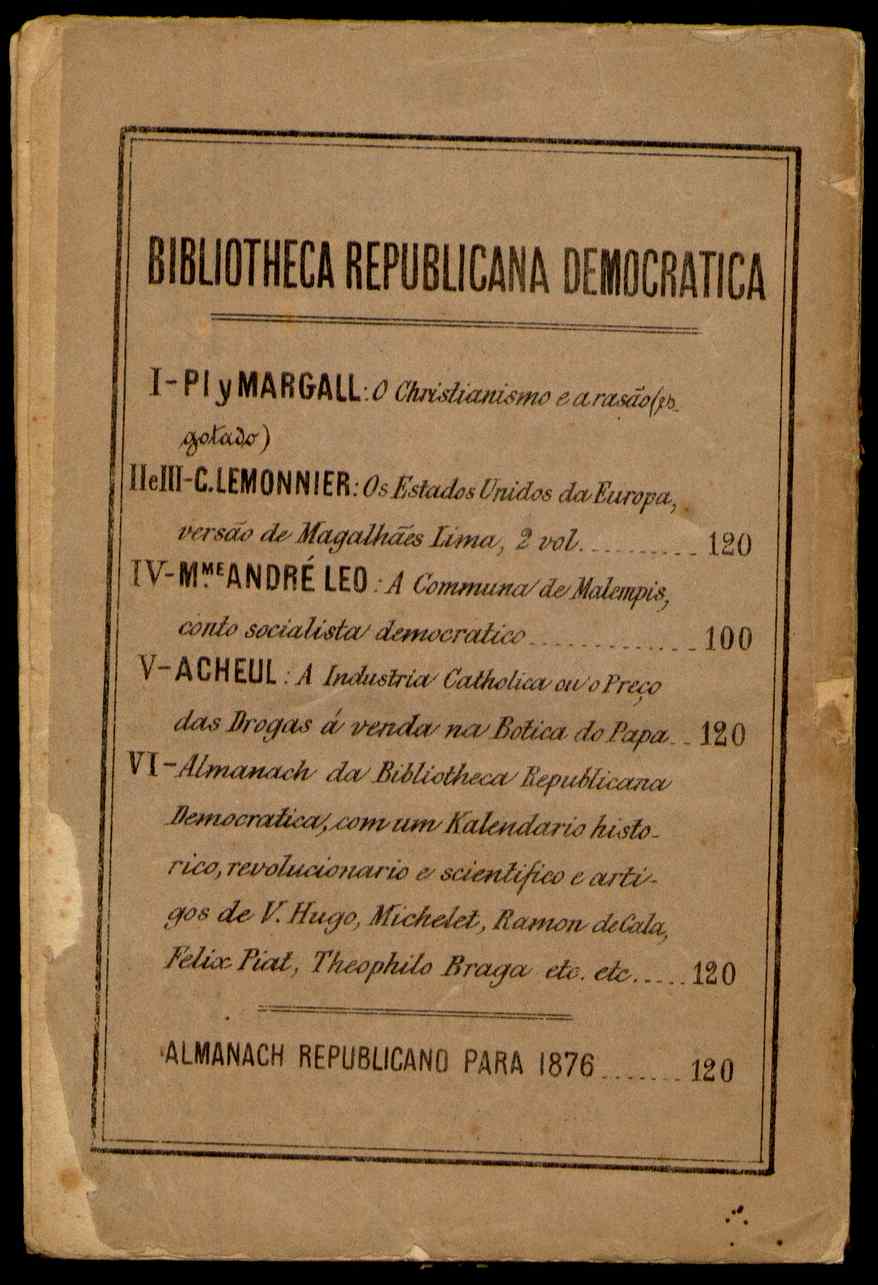 BIBLIOTHECA REPUBLICANA DEMOCRATICA
I-PI y MARGALL: O Christianismo e a rasão (es-
gotado)
II e III-C. LEMONNIER: Os Estados Unidos da Europa,
versão de Magalhães Lima, 2 vol.......... 120
IV-MME ANDRÉ LEO: A Communa de Malempis,
conto socialista democratico.............. 100
V-ACHEUL: A Industria Catholica ou o Preço
das Drogas á venda na Botica do Papa.. 120
VI-Almanach da Bibliotheca Republicana
Democratica, com um Kalendario histo-
rico, revolucionario e scientifico e arti-
gos de V. Hugo, Michelet, Ramon de Cala,
Felix Piat, Theophilo Braga etc. etc..... 120
ALMANACH REPUBLICANO PARA 1876....... 120